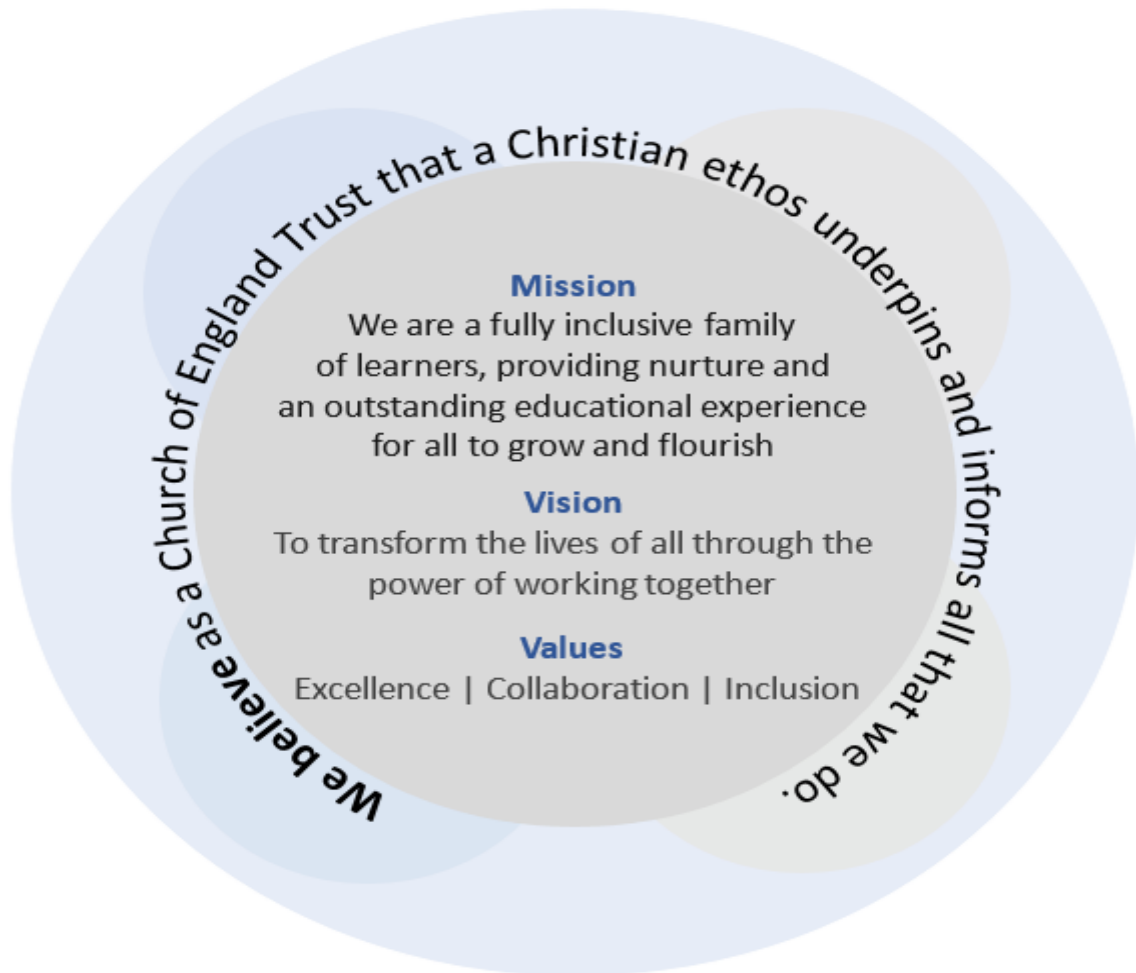 We believe as a Church of England Trust that a Christian ethos underpins and informs all that we do.
Mission
We are a fully inclusive family
of learners, providing nurture and
an outstanding educational experience
for all to grow and flourish
Vision
To transform the lives of all through the
power of working together
Values
Excellence | Collaboration | Inclusion